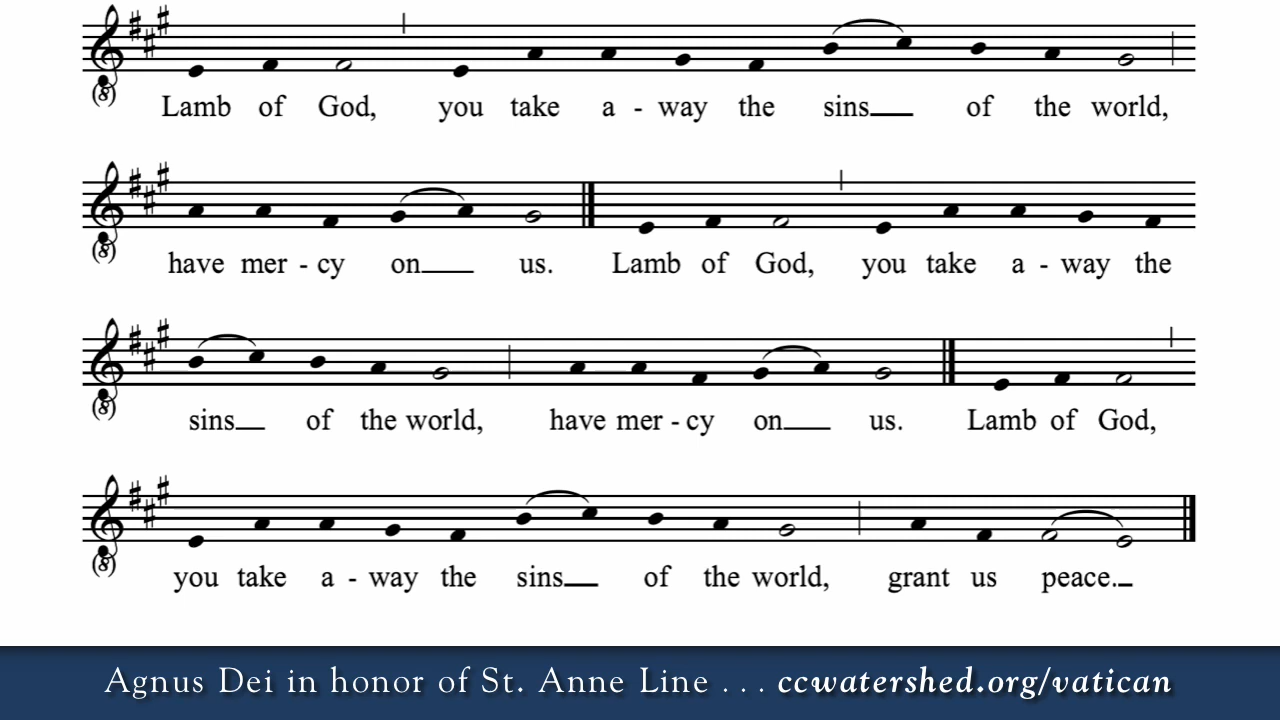 Lamb of God, you take a - way the sins of the world,
have mer - cy on us. Lamb of God, you take a - way the
sins of the world, have mer - cy on us. Lamb of God,
you take a - way the sins of the world, grant us peace.
Agnus Dei in honor of St. Anne Line . . . ccwatershed.org/vatican